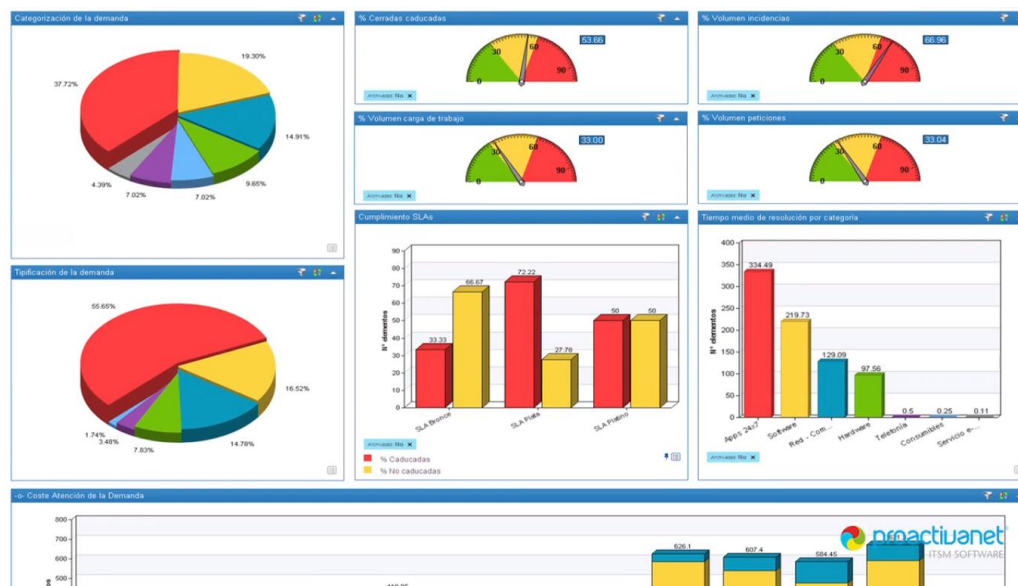 Categorización de la demanda
37.72%
19.30%
14.91%
9.65%
7.02%
7.02%
4.39%
% Cerradas caducadas
0
30
60
90
53.66
Archivado: No ✕
% Volumen incidencias
0
30
60
90
66.96
Archivado: No ✕
% Volumen carga de trabajo
0
30
60
90
33.00
Archivado: No ✕
% Volumen peticiones
0
30
60
90
33.04
Archivado: No ✕
Tipificación de la demanda
55.65%
16.52%
14.78%
7.83%
3.48%
1.74%
Cumplimiento SLAs
Nº elementos
90
80
70
60
50
40
30
20
10
0
33.33
66.67
72.22
27.78
50
50
SLA Bronce
SLA Plata
SLA Platino
Archivado: No ✕
% Caducadas
% No caducadas
Tiempo medio de resolución por categoría
Nº elementos
400
350
300
250
200
150
100
50
0
334.49
219.73
129.09
97.56
0.5
0.25
0.11
Apps 24x7
Software
Red - Com...
Hardware
Telefonía
Consumibles
Servicio e-...
Archivado: No ✕
-o- Coste Atención de la Demanda
800
700
600
500
626.1
607.4
584.45
proactivanet
ITSM SOFTWARE